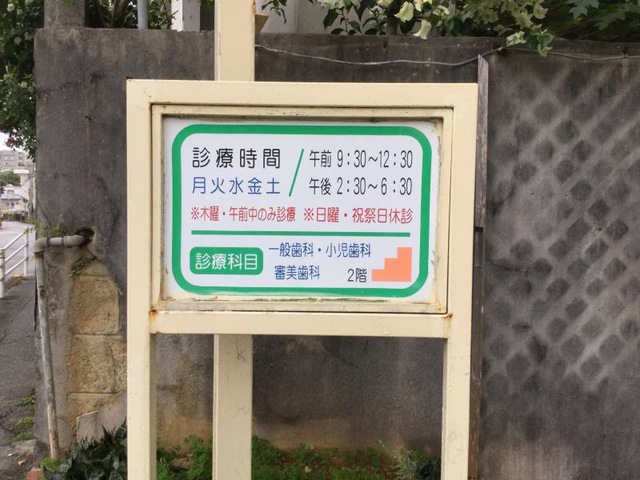 診療時間 / 午前 9:30~12:30
月火水金土 / 午後 2:30~6:30
※木曜・午前中のみ診療 ※日曜・祝祭日休診
診療科目 一般歯科・小児歯科
審美歯科 2階